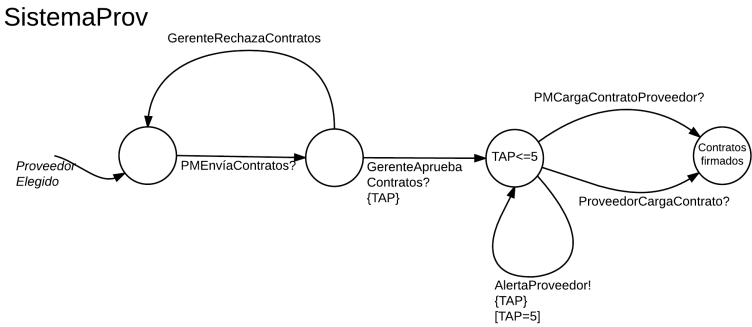 SistemaProv
GerenteRechazaContratos
PMCargaContratoProveedor?
Proveedor
Elegido
PMEnvíaContratos?
GerenteAprueba
Contratos?
{TAP}
TAP<=5
Contratos
firmados
ProveedorCargaContrato?
AlertaProveedor!
{TAP}
[TAP=5]